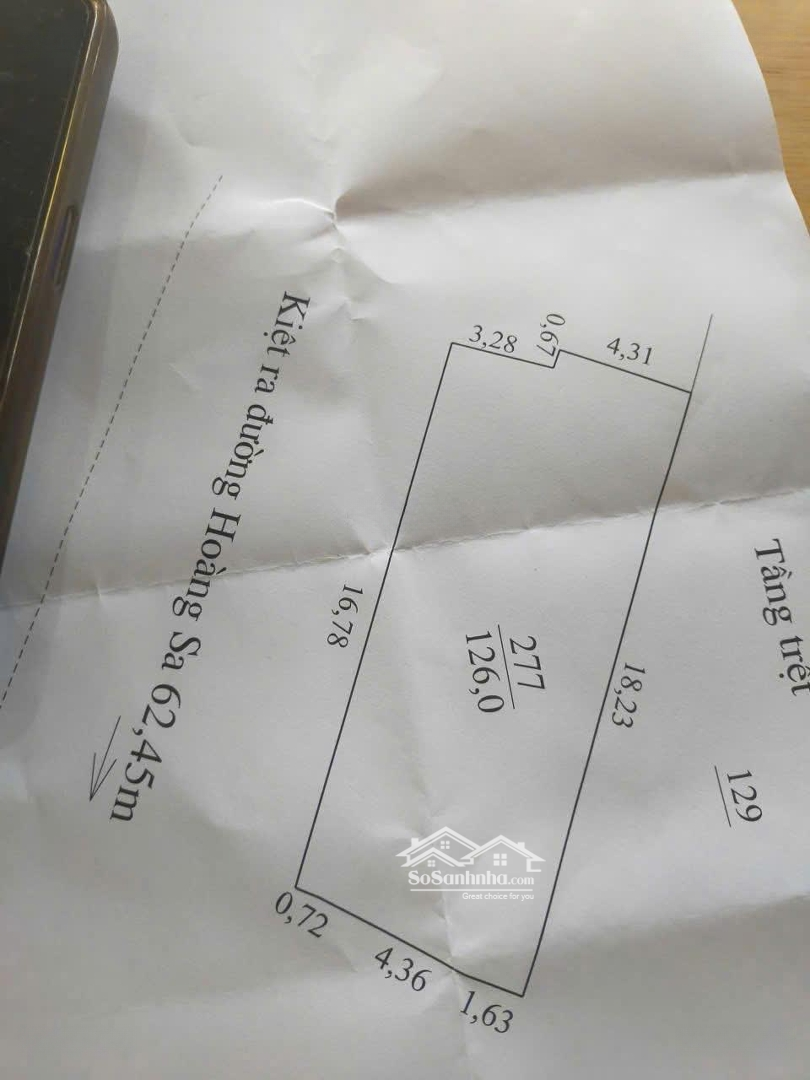 Kiệt ra đường Hoàng Sa 62,45m
3,28
0,67
4,31
16,78
277
126,0
18,23
Tầng trệt
129
0,72
4,36
1,63
SoSanhnha.com
Great choice for you